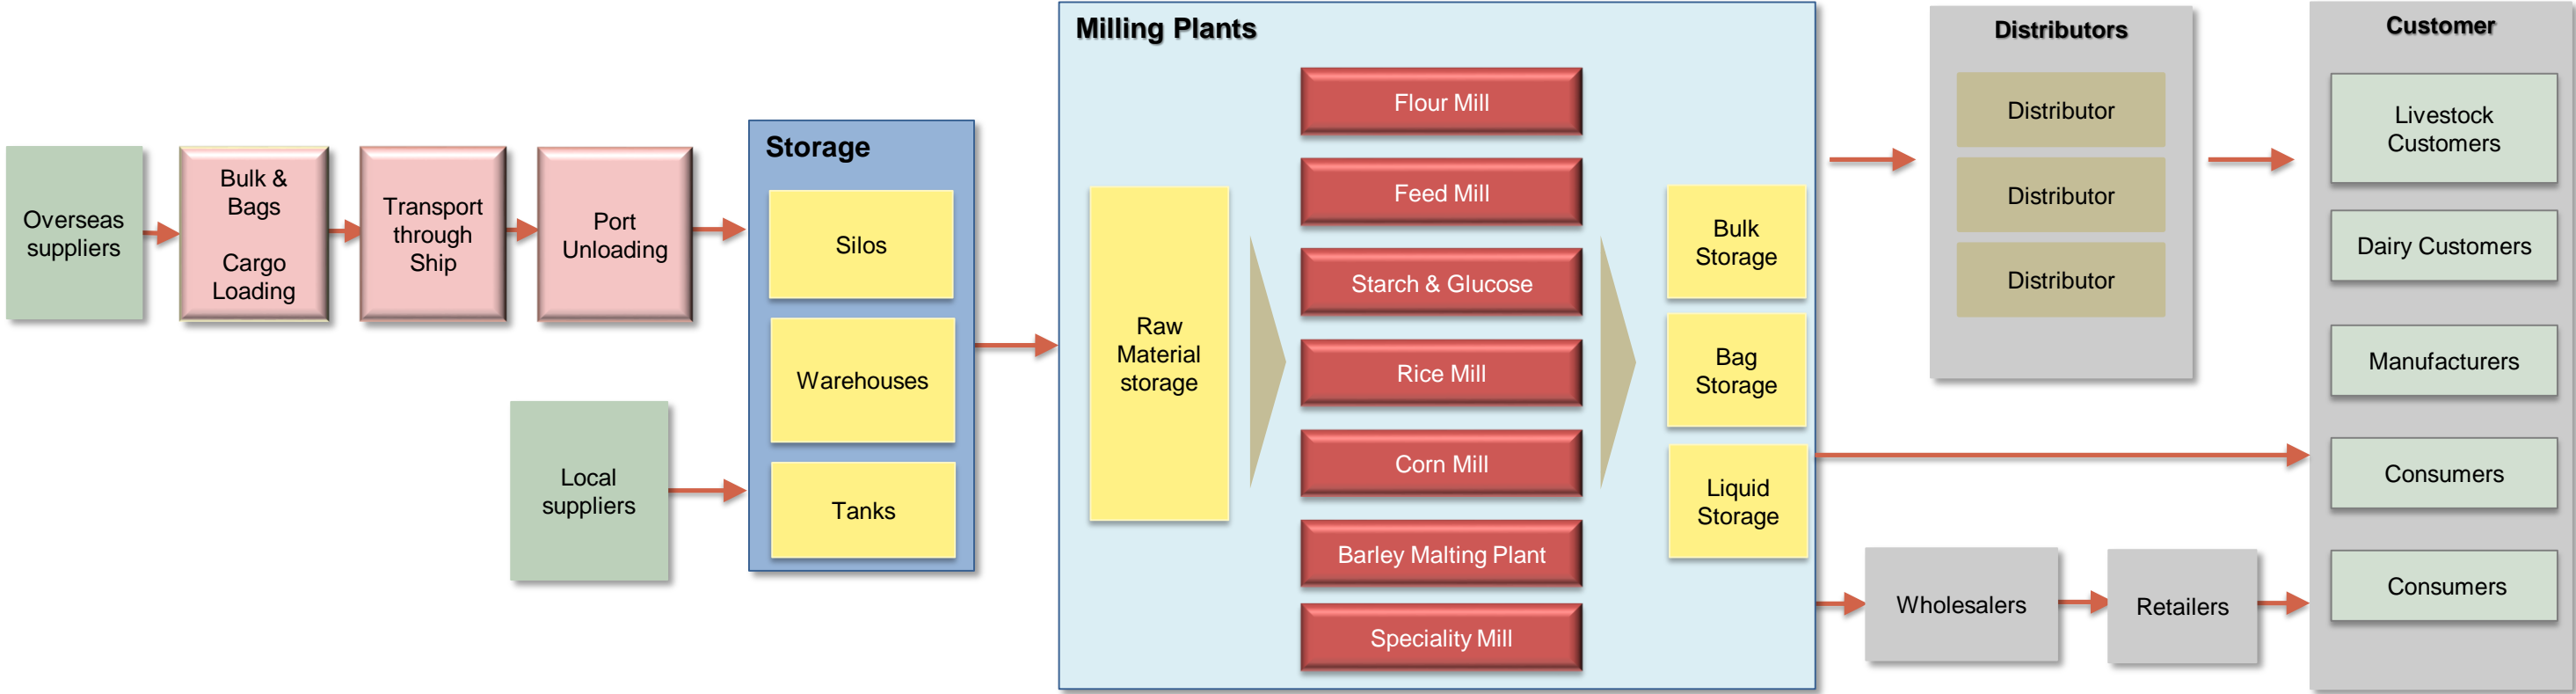 Overseas
suppliers
Bulk &
Bags
Cargo
Loading
Transport
through
Ship
Port
Unloading
Local
suppliers
Storage
Silos
Warehouses
Tanks
Milling Plants
Raw
Material
storage
Flour Mill
Feed Mill
Starch & Glucose
Rice Mill
Corn Mill
Barley Malting Plant
Speciality Mill
Bulk
Storage
Bag
Storage
Liquid
Storage
Distributors
Distributor
Distributor
Distributor
Wholesalers
Retailers
Customer
Livestock
Customers
Dairy Customers
Manufacturers
Consumers
Consumers